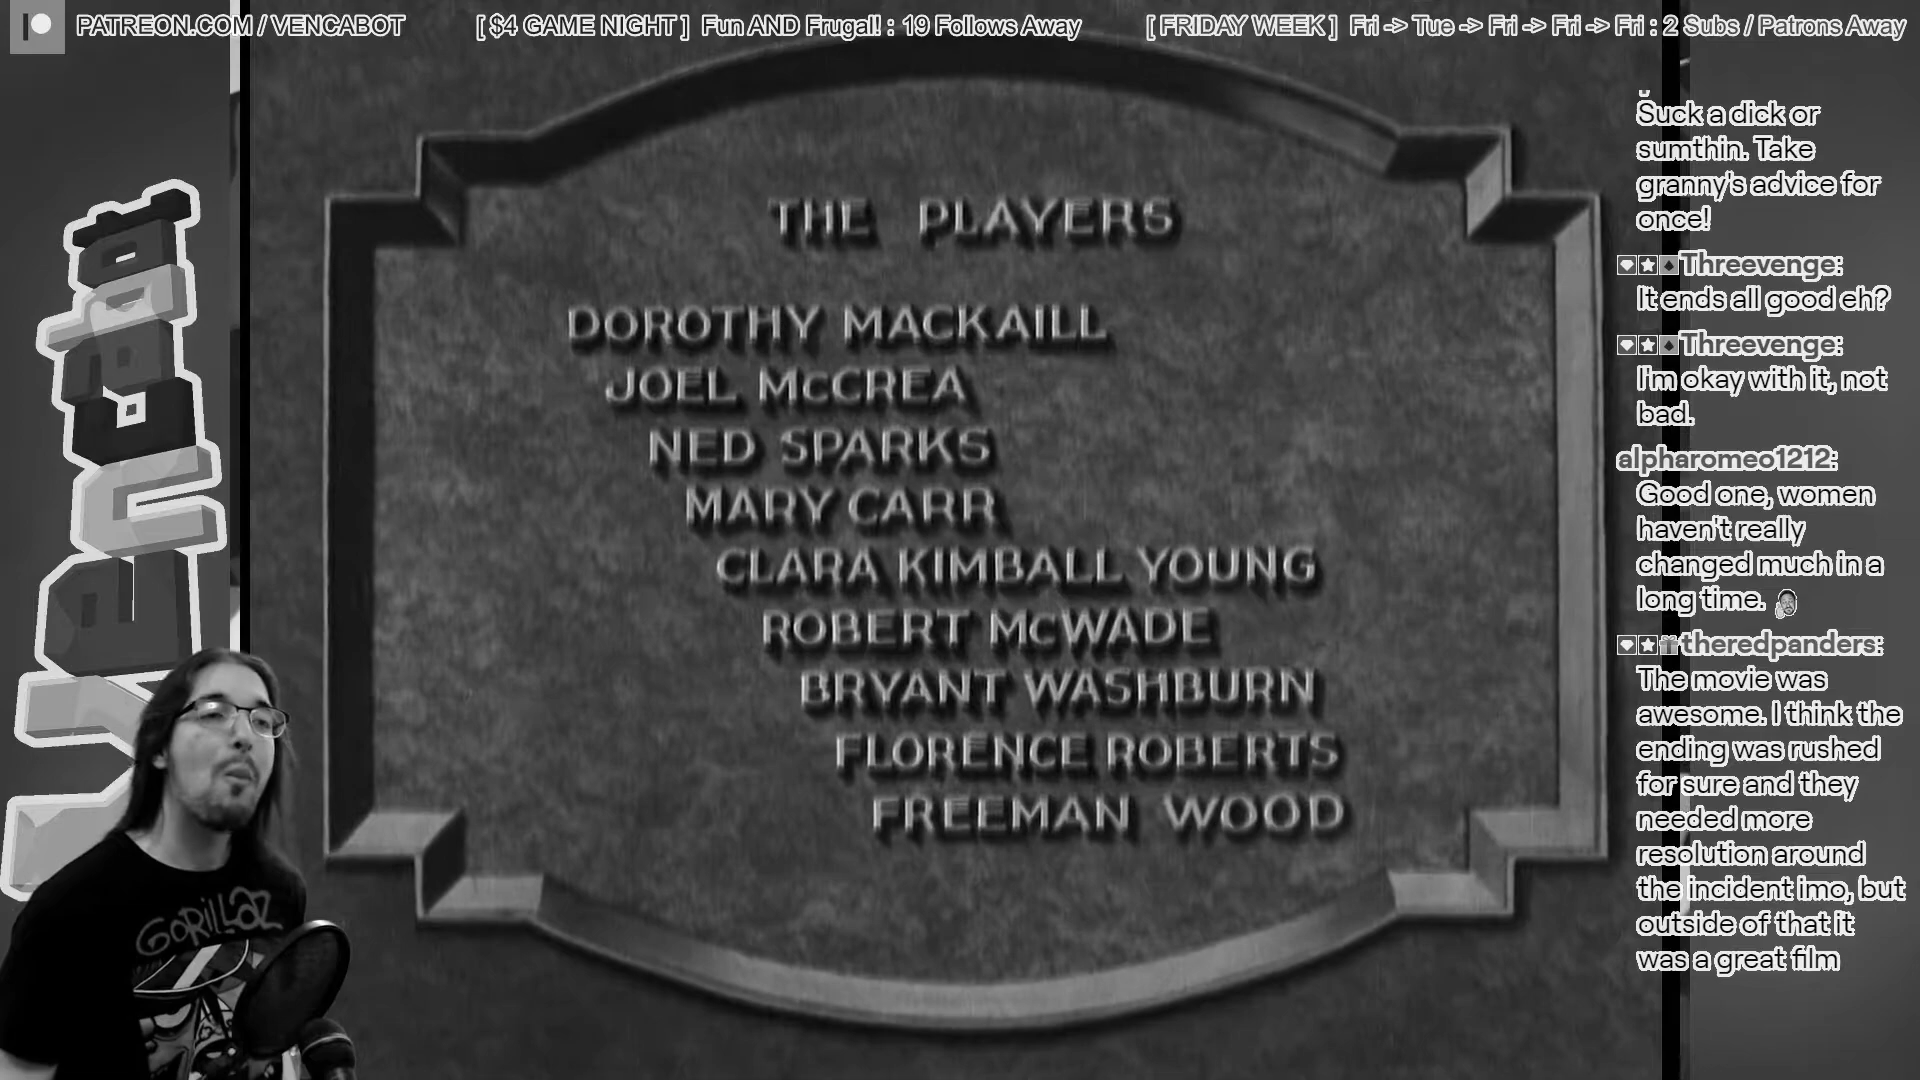 PATREON.COM / VENCABOT
[ $4 GAME NIGHT ] Fun AND Frugal! : 19 Follows Away
[ FRIDAY WEEK ] Fri -> Tue -> Fri -> Fri -> Fri : 2 Subs / Patrons Away
THE PLAYERS
DOROTHY MACKAILL
JOEL McCREA
NED SPARKS
MARY CARR
CLARA KIMBALL YOUNG
ROBERT McWADE
BRYANT WASHBURN
FLORENCE ROBERTS
FREEMAN WOOD
Vencabot
GORILLAZ
Suck a dick or
sumthin. Take
granny's advice for
once!
Threevenge:
It ends all good eh?
Threevenge:
I'm okay with it, not
bad.
alpharomeo1212:
Good one, women
haven't really
changed much in a
long time.
theredpanders:
The movie was
awesome. I think the
ending was rushed
for sure and they
needed more
resolution around
the incident imo, but
outside of that it
was a great film